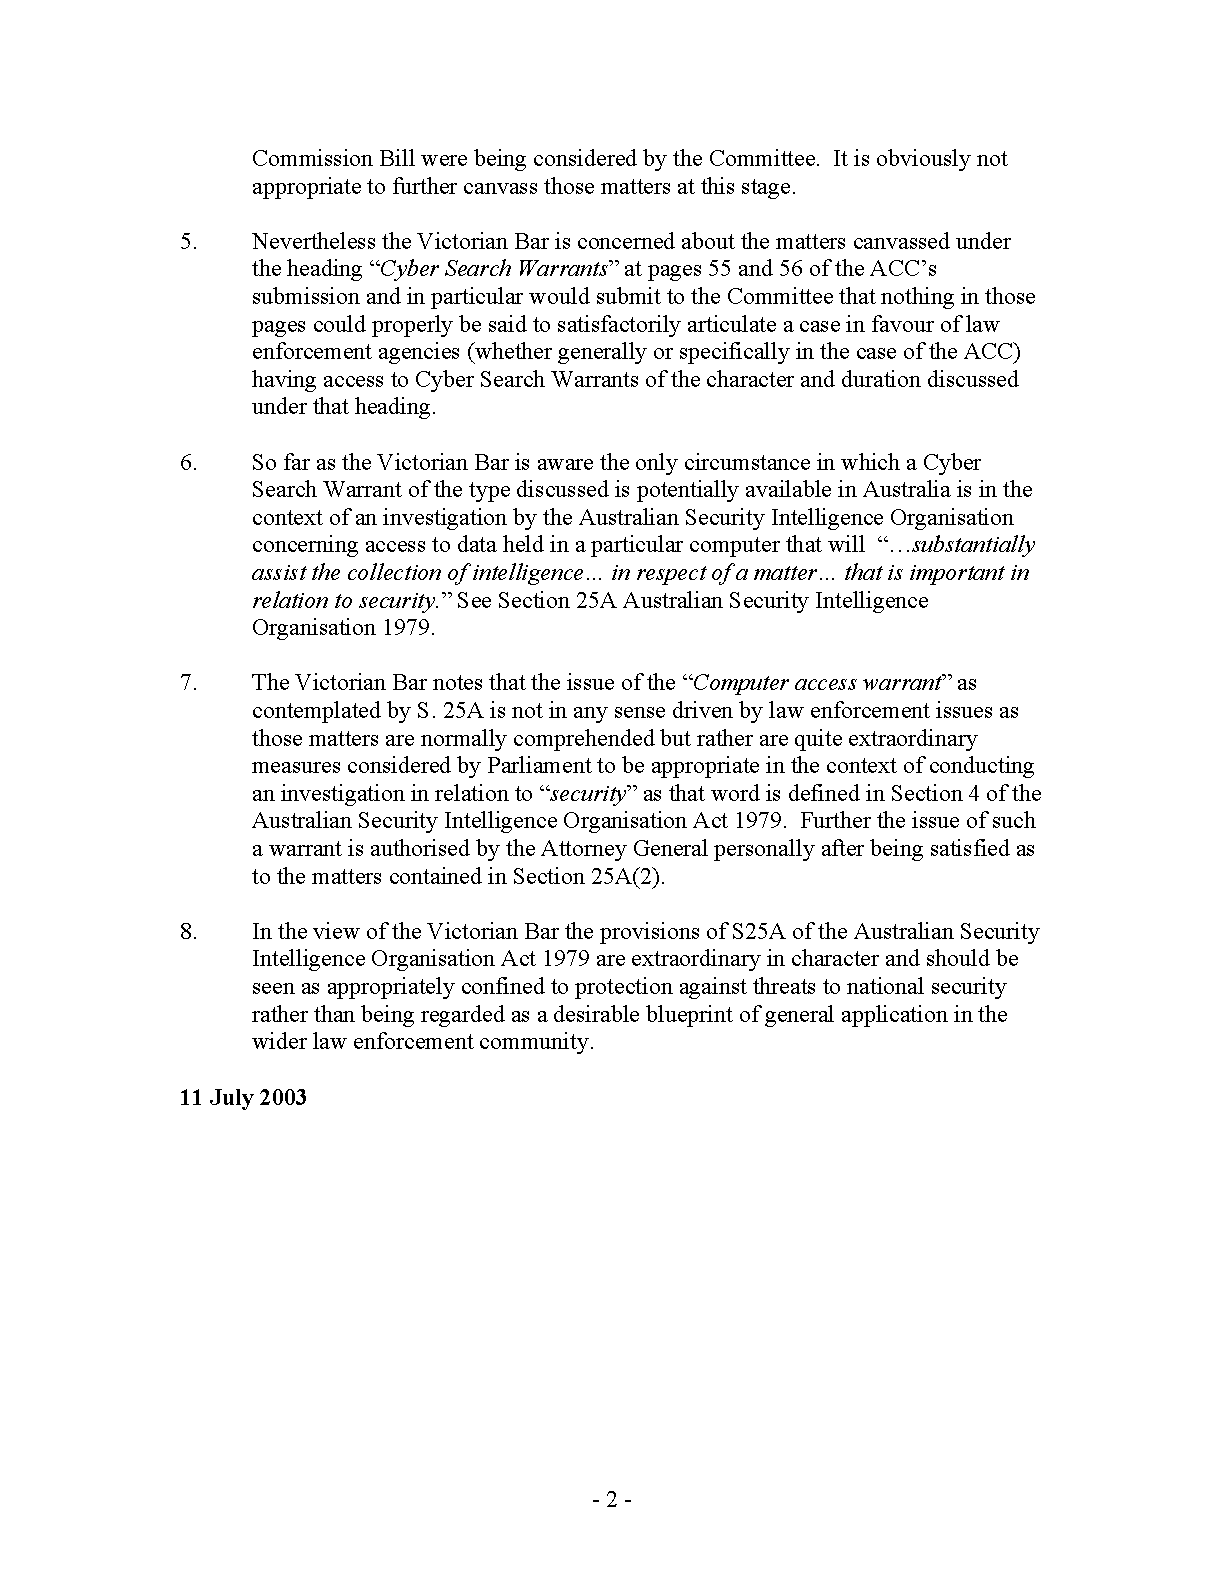 Commission Bill were being considered by the Committee.  It is obviously not
appropriate to further canvass those matters at this stage.
5. Nevertheless the Victorian Bar is concerned about the matters canvassed under
the heading “Cyber Search Warrants” at pages 55 and 56 of the ACC’s
submission and in particular would submit to the Committee that nothing in those
pages could properly be said to satisfactorily articulate a case in favour of law
enforcement agencies (whether generally or specifically in the case of the ACC)
having access to Cyber Search Warrants of the character and duration discussed
under that heading.
6. So far as the Victorian Bar is aware the only circumstance in which a Cyber
Search Warrant of the type discussed is potentially available in Australia is in the
context of an investigation by the Australian Security Intelligence Organisation
concerning access to data held in a particular computer that will  “…substantially
assist the collection of intelligence… in respect of a matter… that is important in
relation to security.” See Section 25A Australian Security Intelligence
Organisation 1979.
7. The Victorian Bar notes that the issue of the “Computer access warrant” as
contemplated by S. 25A is not in any sense driven by law enforcement issues as
those matters are normally comprehended but rather are quite extraordinary
measures considered by Parliament to be appropriate in the context of conducting
an investigation in relation to “security” as that word is defined in Section 4 of the
Australian Security Intelligence Organisation Act 1979.  Further the issue of such
a warrant is authorised by the Attorney General personally after being satisfied as
to the matters contained in Section 25A(2).
8. In the view of the Victorian Bar the provisions of S25A of the Australian Security
Intelligence Organisation Act 1979 are extraordinary in character and should be
seen as appropriately confined to protection against threats to national security
rather than being regarded as a desirable blueprint of general application in the
wider law enforcement community.
11 July 2003
- 2 -